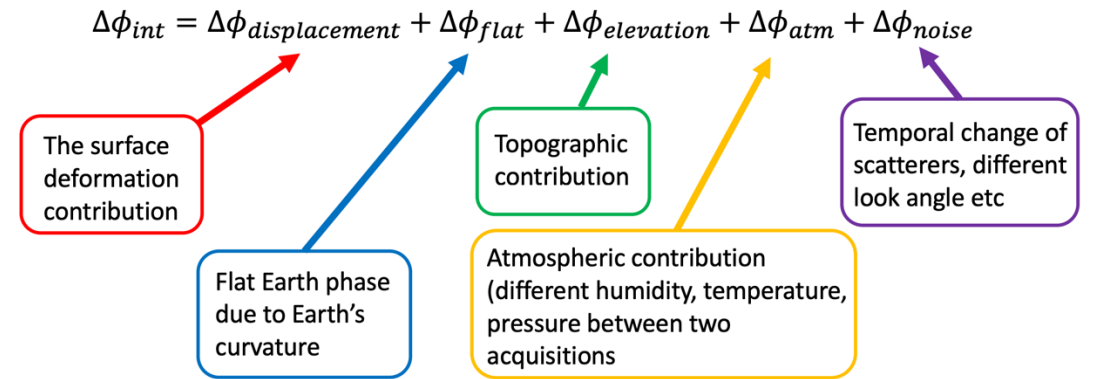 Δϕ_int = Δϕ_displacement + Δϕ_flat + Δϕ_elevation + Δϕ_atm + Δϕ_noise
The surface
deformation
contribution
Flat Earth phase
due to Earth’s
curvature
Topographic
contribution
Atmospheric contribution
(different humidity, temperature,
pressure between two
acquisitions
Temporal change of
scatterers, different
look angle etc